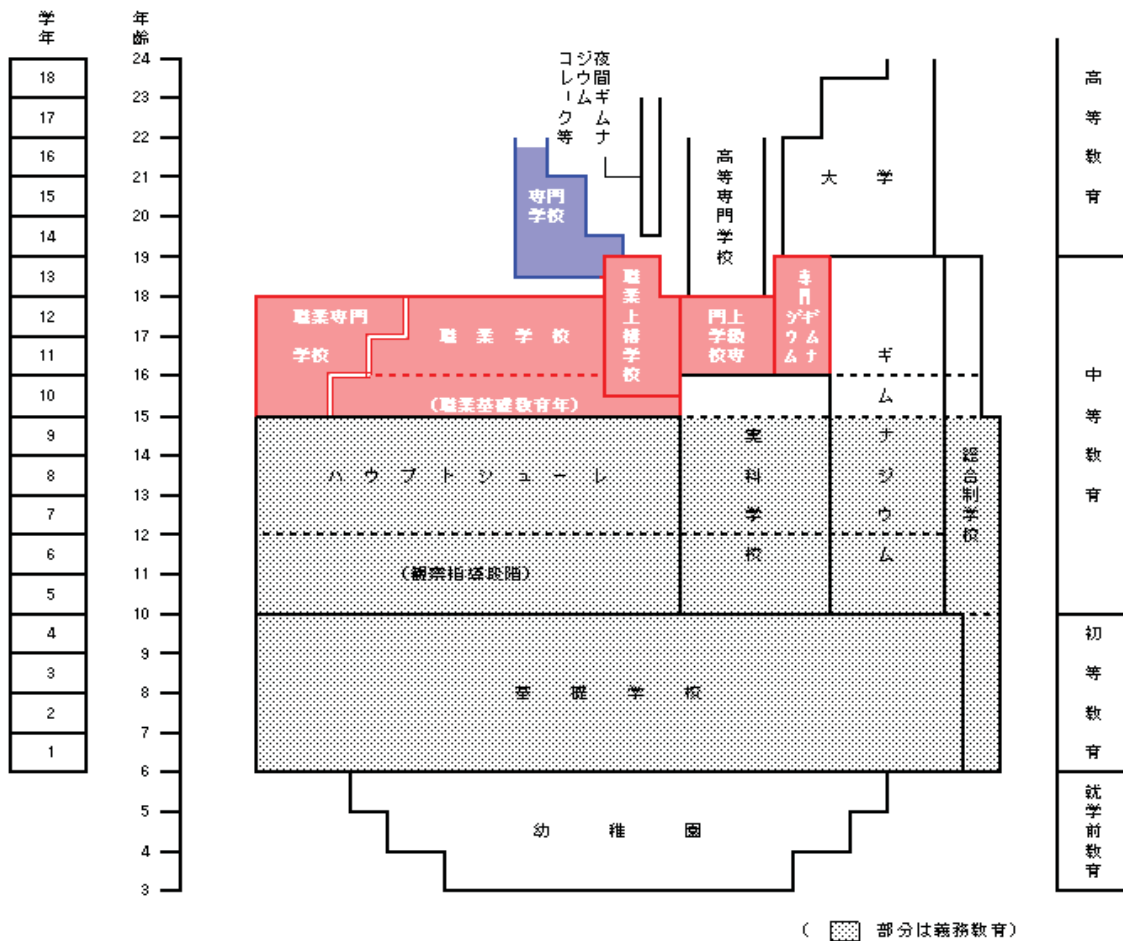 学年
年齢
18
17
16
15
14
13
12
11
10
9
8
7
6
5
4
3
2
1
24
23
22
21
20
19
18
17
16
15
14
13
12
11
10
9
8
7
6
5
4
3
夜間ギムナ
ジウム
コレーク等
専門
学校
高等専門学校
大学
職業専門
学校
職業学校
(職業基礎教育年)
職業上構学校
上級専
門学校
専門ギムナ
ジウム
ハウプトシューレ
(観察指導段階)
実科学校
ギムナジウム
総合制学校
基礎学校
幼稚園
高等教育
中等教育
初等教育
就学前教育
( 部分は義務教育)